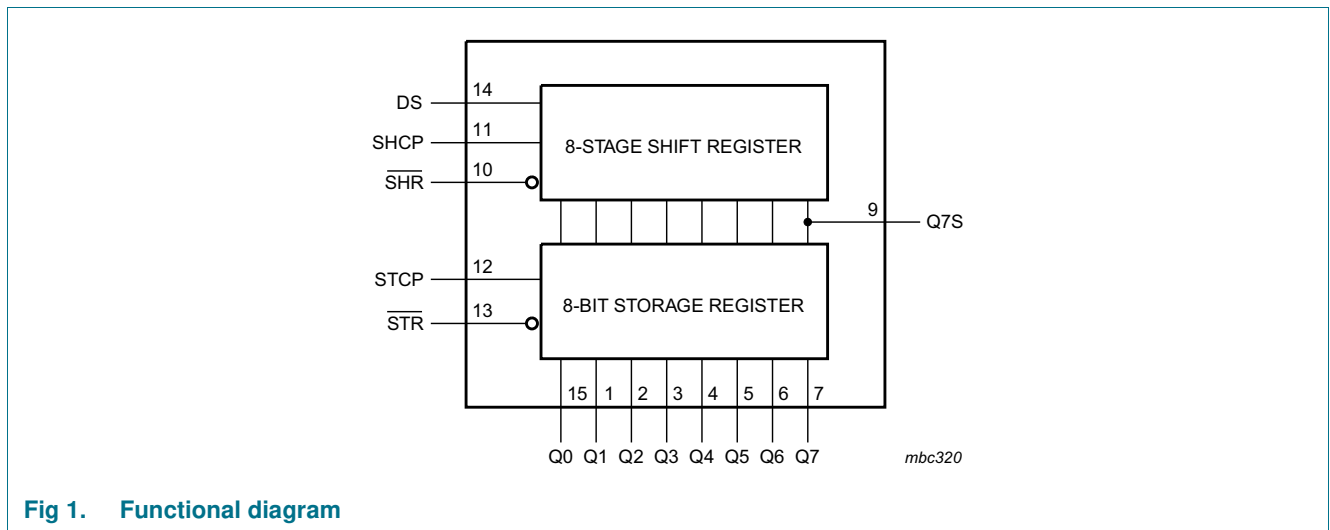 14
DS
11
SHCP
8-STAGE SHIFT REGISTER
10
S̅H̅R̅
9
Q7S
12
STCP
8-BIT STORAGE REGISTER
13
S̅T̅R̅
15 1 2 3 4 5 6 7
Q0 Q1 Q2 Q3 Q4 Q5 Q6 Q7
mbc320
Fig 1. Functional diagram